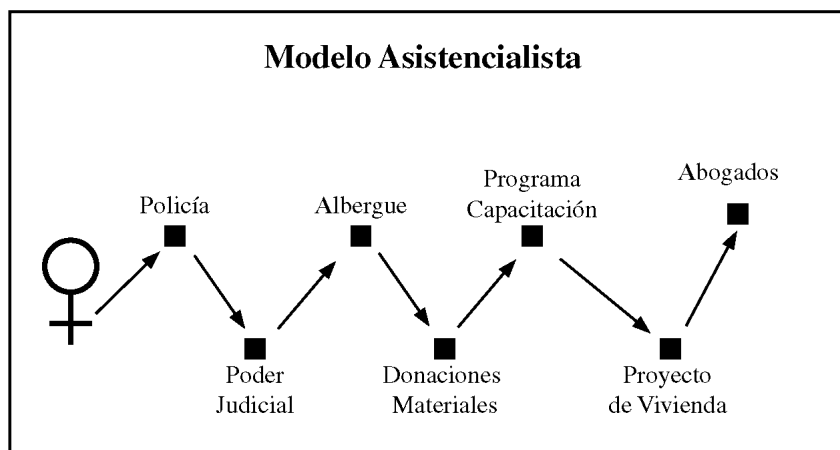 Modelo Asistencialista
Policía
Poder
Judicial
Albergue
Donaciones
Materiales
Programa
Capacitación
Proyecto
de Vivienda
Abogados